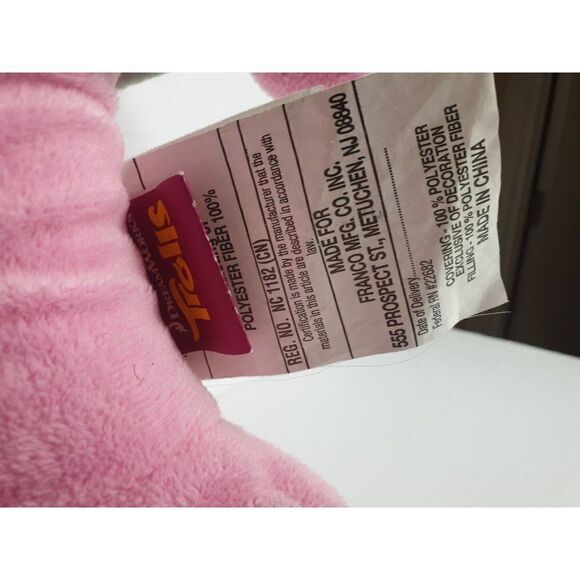 DREAMWORKS
Trolls
POLYESTER FIBER 100%
REG. NO. NC 1182 (CN)
Certification is made by the manufacturer that the
materials in this article are described in accordance with
law.
MADE FOR
FRANCO MFG. CO. INC.
555 PROSPECT ST., METUCHEN, NJ 08840
Date of Delivery
Federal RN #22682
COVERING - 100 % POLYESTER
EXCLUSIVE OF DECORATION
FILLING - 100 % POLYESTER FIBER
MADE IN CHINA